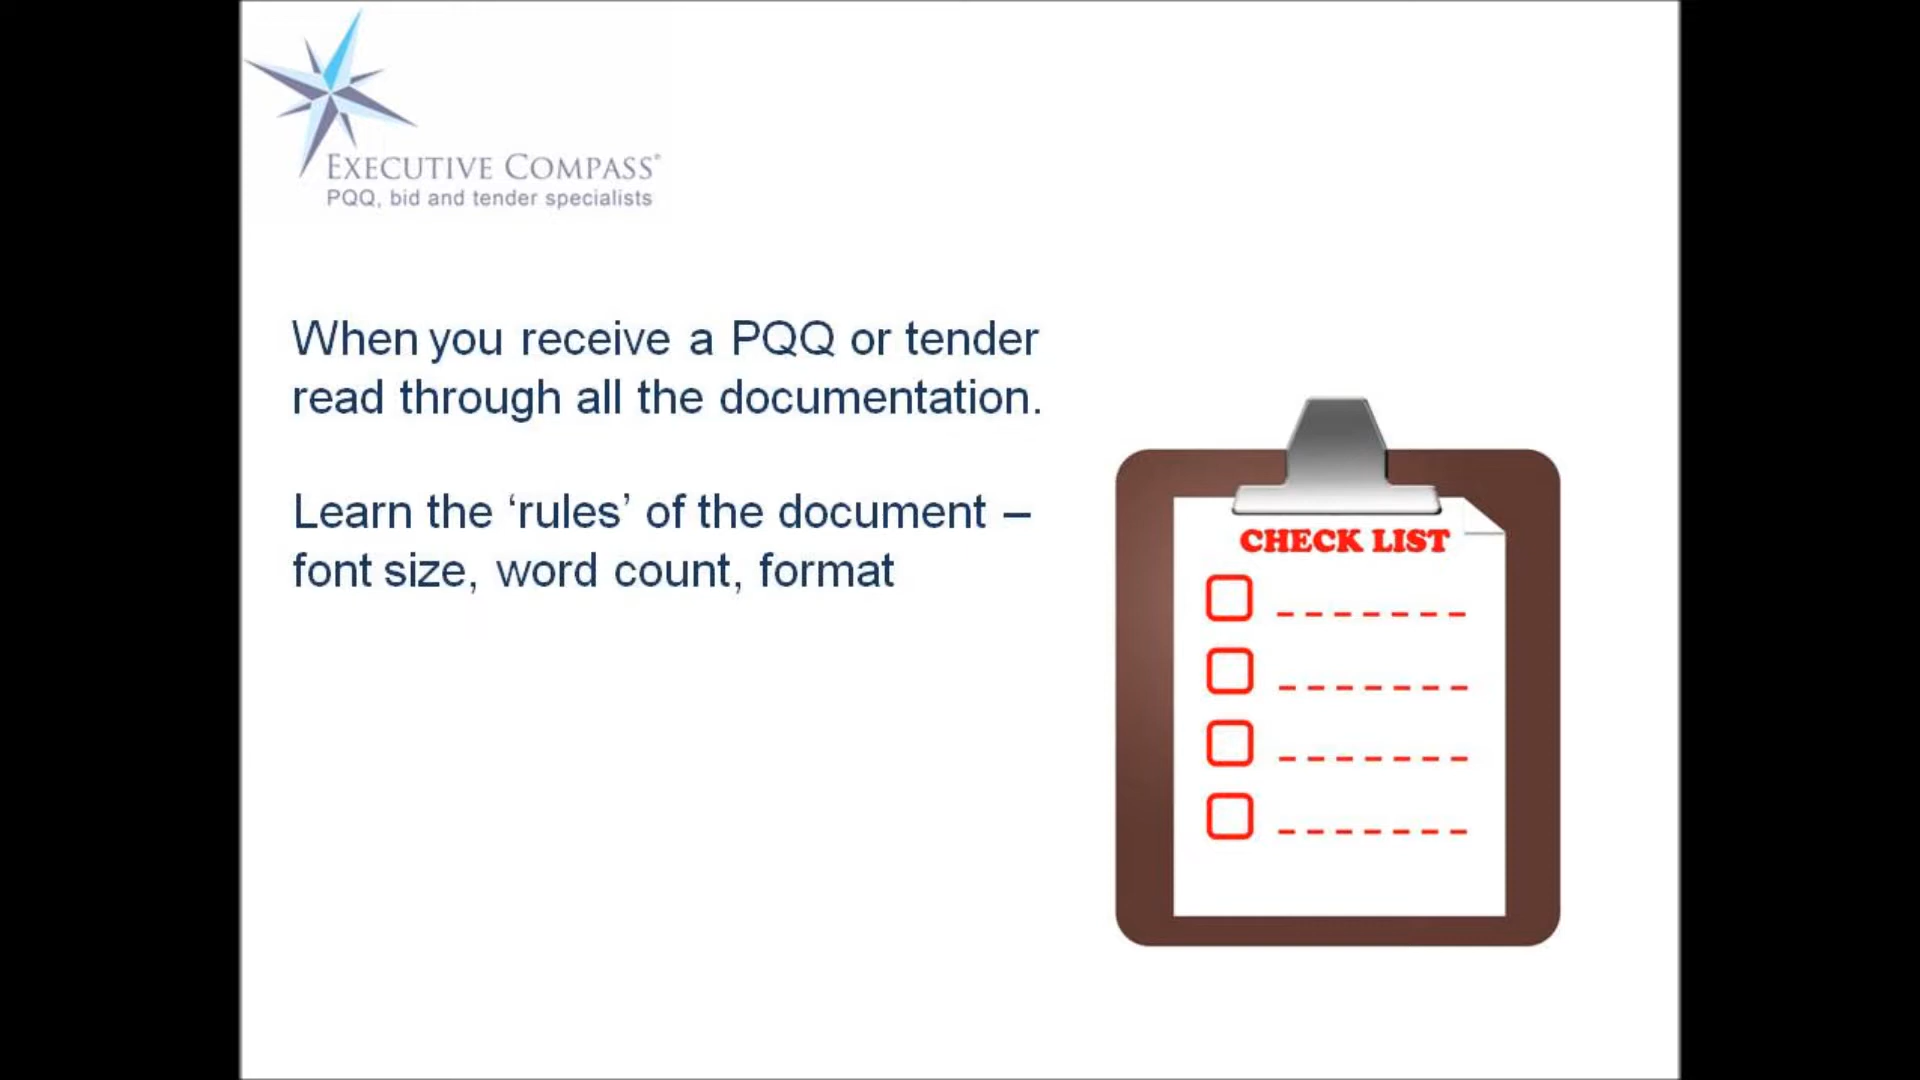 EXECUTIVE COMPASS®
PQQ, bid and tender specialists
When you receive a PQQ or tender
read through all the documentation.
Learn the ‘rules’ of the document –
font size, word count, format
CHECK LIST